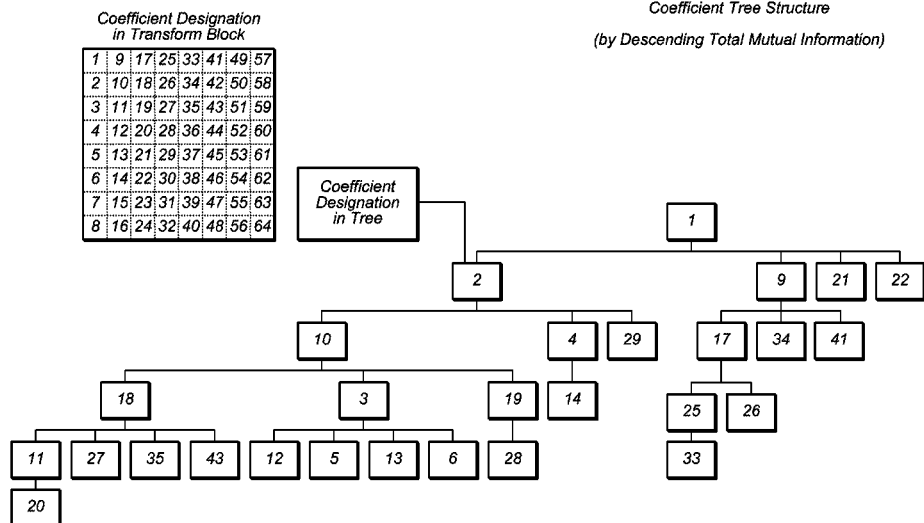 Coefficient Designation
in Transform Block
Coefficient Tree Structure
(by Descending Total Mutual Information)
1 9 17 25 33 41 49 57
2 10 18 26 34 42 50 58
3 11 19 27 35 43 51 59
4 12 20 28 36 44 52 60
5 13 21 29 37 45 53 61
6 14 22 30 38 46 54 62
7 15 23 31 39 47 55 63
8 16 24 32 40 48 56 64
Coefficient
Designation
in Tree
1
2 9 21 22
10 4 29 17 34 41
18 3 19 14 25 26
11 27 35 43 12 5 13 6 28 33
20